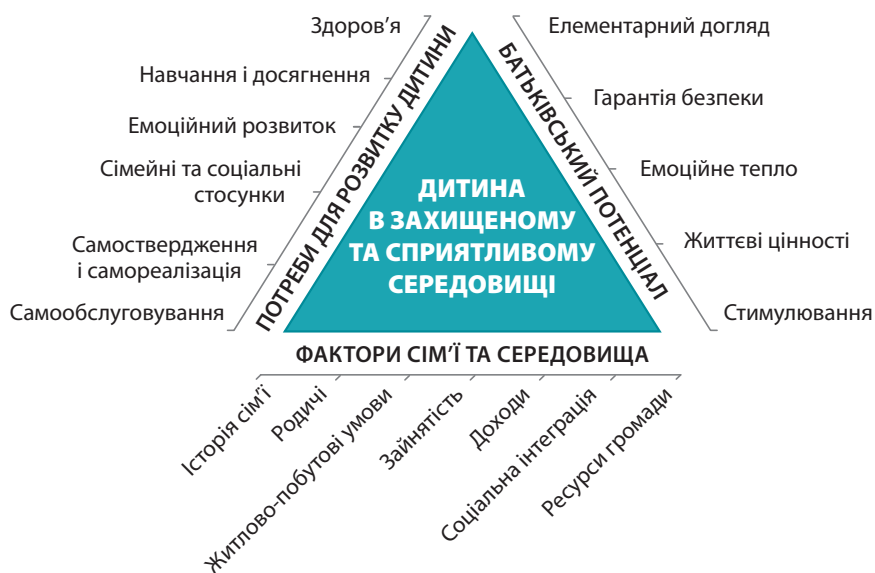 Здоров’я
Навчання і досягнення
Емоційний розвиток
Сімейні та соціальні
стосунки
Самоствердження
і самореалізація
Самообслуговування
ПОТРЕБИ ДЛЯ РОЗВИТКУ ДИТИНИ
ДИТИНА
В ЗАХИЩЕНОМУ
ТА СПРИЯТЛИВОМУ
СЕРЕДОВИЩІ
БАТЬКІВСЬКИЙ ПОТЕНЦІАЛ
Елементарний догляд
Гарантія безпеки
Емоційне тепло
Життєві цінності
Стимулювання
ФАКТОРИ СІМ’Ї ТА СЕРЕДОВИЩА
Історія сім’ї
Родичі
Житлово-побутові умови
Зайнятість
Доходи
Соціальна інтеграція
Ресурси громади